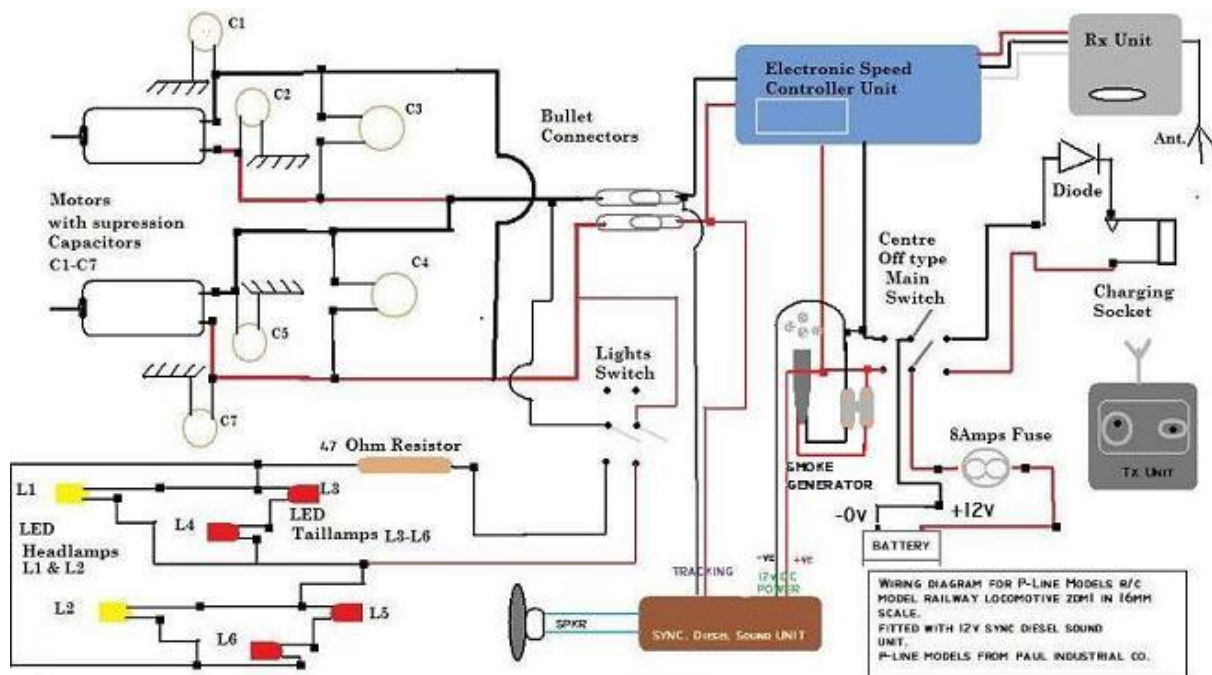 C1
C2
C3
Motors
with supression
Capacitors
C1-C7
C4
C5
C7
Bullet
Connectors
Electronic Speed
Controller Unit
Rx Unit
Ant.
Diode
Centre
Off type
Main
Switch
Charging
Socket
Lights
Switch
47 Ohm Resistor
L1
L3
L4
LED
Headlamps
L1 & L2
LED
Taillamps L3-L6
L2
L5
L6
SMOKE
GENERATOR
8Amps Fuse
-0V
+12V
BATTERY
TX UNIT
TRACKING
-VE
+VE
12V DC
POWER
SPKR
SYNC. DIESEL SOUND UNIT
WIRING DIAGRAM FOR P-LINE MODELS R/C
MODEL RAILWAY LOCOMOTIVE ZDM1 IN 16MM
SCALE.
FITTED WITH 12V SYNC DIESEL SOUND
UNIT.
P-LINE MODELS FROM PAUL INDUSTRIAL CO.